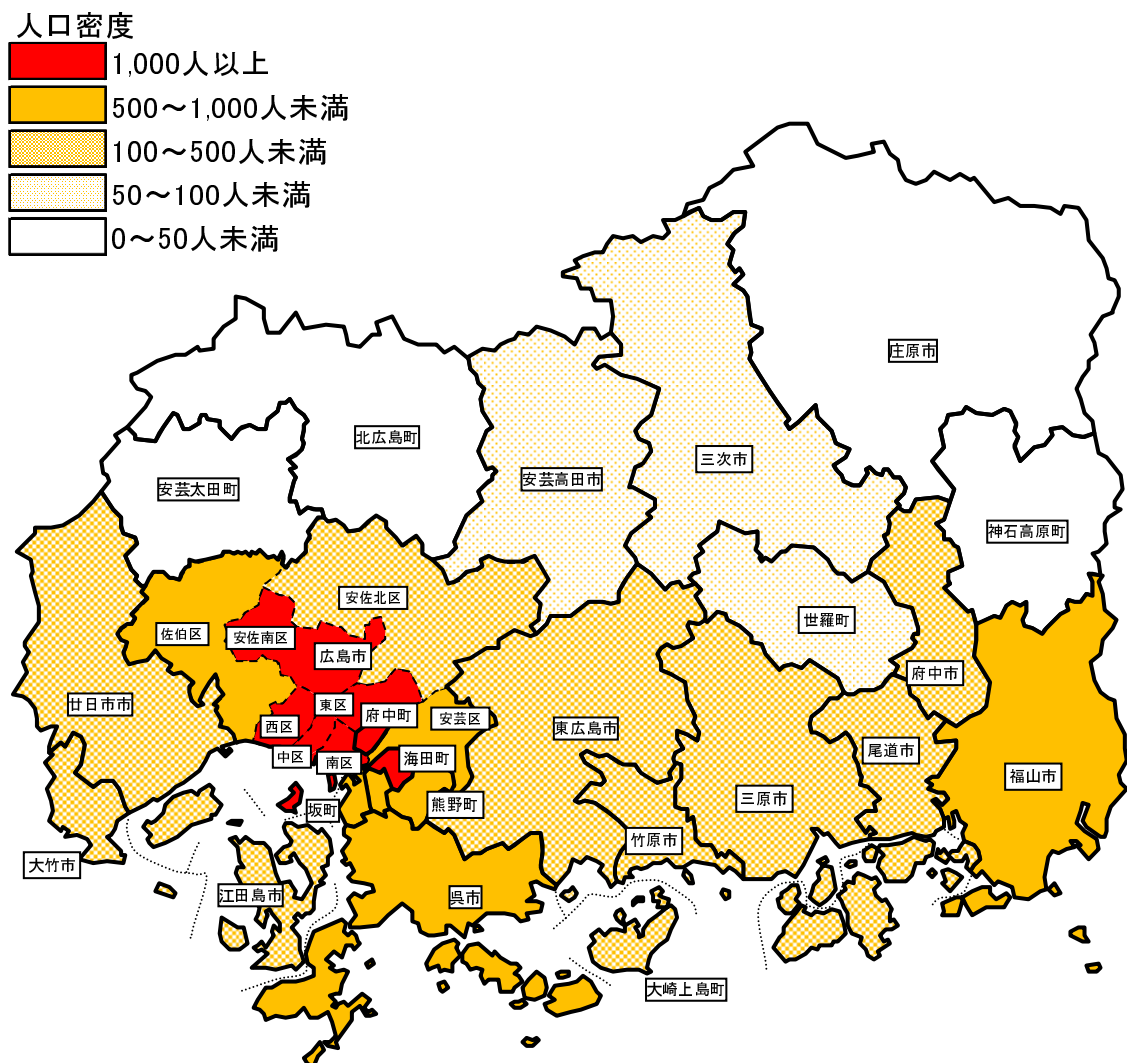 人口密度
1,000人以上
500～1,000人未満
100～500人未満
50～100人未満
0～50人未満
庄原市
北広島町
三次市
安芸高田市
安芸太田町
神石高原町
安佐北区
世羅町
佐伯区
安佐南区
広島市
府中市
廿日市市
東区
府中町
安芸区
西区
東広島市
尾道市
中区
南区
海田町
福山市
三原市
坂町
熊野町
竹原市
大竹市
江田島市
呉市
大崎上島町